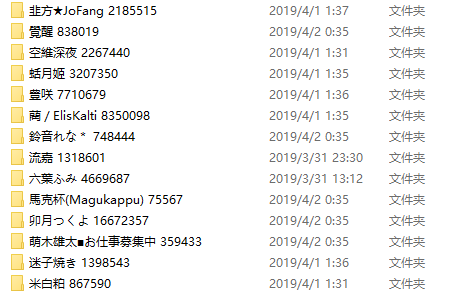 韭方★JoFang 2185515 2019/4/1 1:37 文件夹
覺醒 838019 2019/4/2 0:35 文件夹
空維深夜 2267440 2019/4/1 1:31 文件夹
蛞月姬 3207350 2019/4/1 1:35 文件夹
豊咲 7710679 2019/4/1 1:36 文件夹
蔺 / ElisKalti 8350098 2019/4/1 1:35 文件夹
鈴音れな＊ 748444 2019/4/2 0:35 文件夹
流嘉 1318601 2019/3/31 23:30 文件夹
六葉ふみ 4669687 2019/3/31 13:12 文件夹
馬克杯(Magukappu) 75567 2019/4/2 0:35 文件夹
卯月つくよ 16672357 2019/4/2 0:35 文件夹
萌木雄太■お仕事募集中 359433 2019/4/2 0:35 文件夹
迷子焼き 1398543 2019/4/1 1:36 文件夹
米白粕 867590 2019/4/1 1:31 文件夹